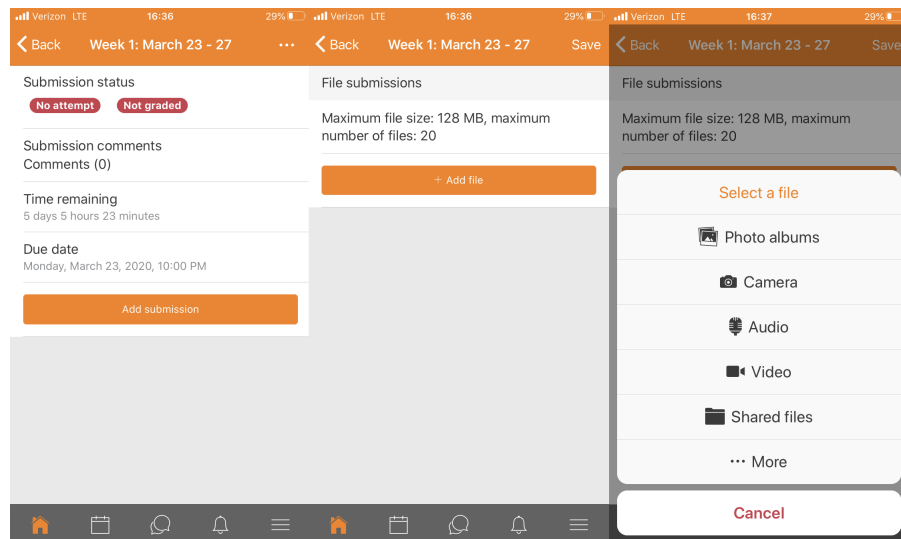 Verizon LTE 16:36 29%
Back Week 1: March 23 - 27 ...
Submission status
No attempt Not graded
Submission comments
Comments (0)
Time remaining
5 days 5 hours 23 minutes
Due date
Monday, March 23, 2020, 10:00 PM
Add submission
Verizon LTE 16:36 29%
Back Week 1: March 23 - 27 Save
File submissions
Maximum file size: 128 MB, maximum
number of files: 20
+ Add file
Verizon LTE 16:37 29%
Back Week 1: March 23 - 27 Save
File submissions
Maximum file size: 128 MB, maximum
number of files: 20
Select a file
Photo albums
Camera
Audio
Video
Shared files
... More
Cancel